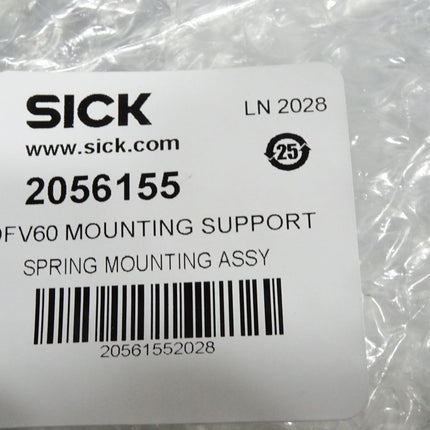 SICK
LN 2028
www.sick.com
25
2056155
DFV60 MOUNTING SUPPORT
SPRING MOUNTING ASSY
20561552028